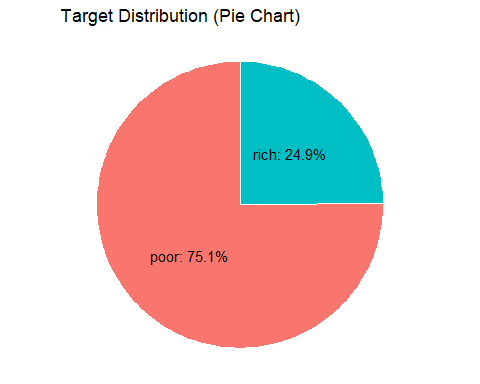 Target Distribution (Pie Chart)
rich: 24.9%
poor: 75.1%